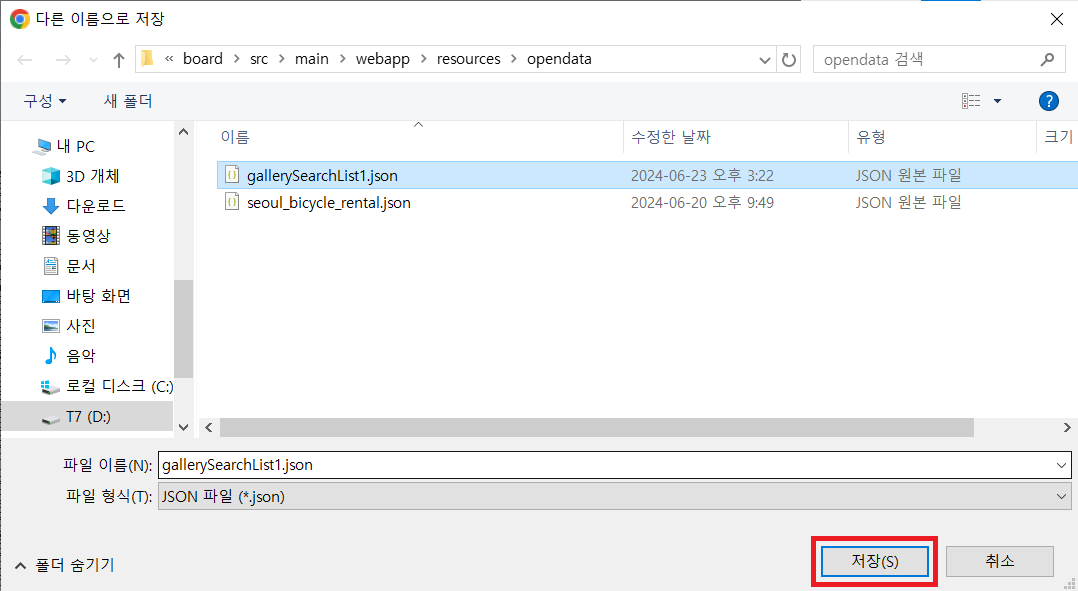 다른 이름으로 저장
« board > src > main > webapp > resources > opendata
opendata 검색
구성
새 폴더
?
내 PC
3D 개체
다운로드
동영상
문서
바탕 화면
사진
음악
로컬 디스크 (C:)
T7 (D:)
이름 수정한 날짜 유형 크기
gallerySearchList1.json 2024-06-23 오후 3:22 JSON 원본 파일
seoul_bicycle_rental.json 2024-06-20 오후 9:49 JSON 원본 파일
파일 이름(N): gallerySearchList1.json
파일 형식(T): JSON 파일 (*.json)
폴더 숨기기
저장(S)
취소